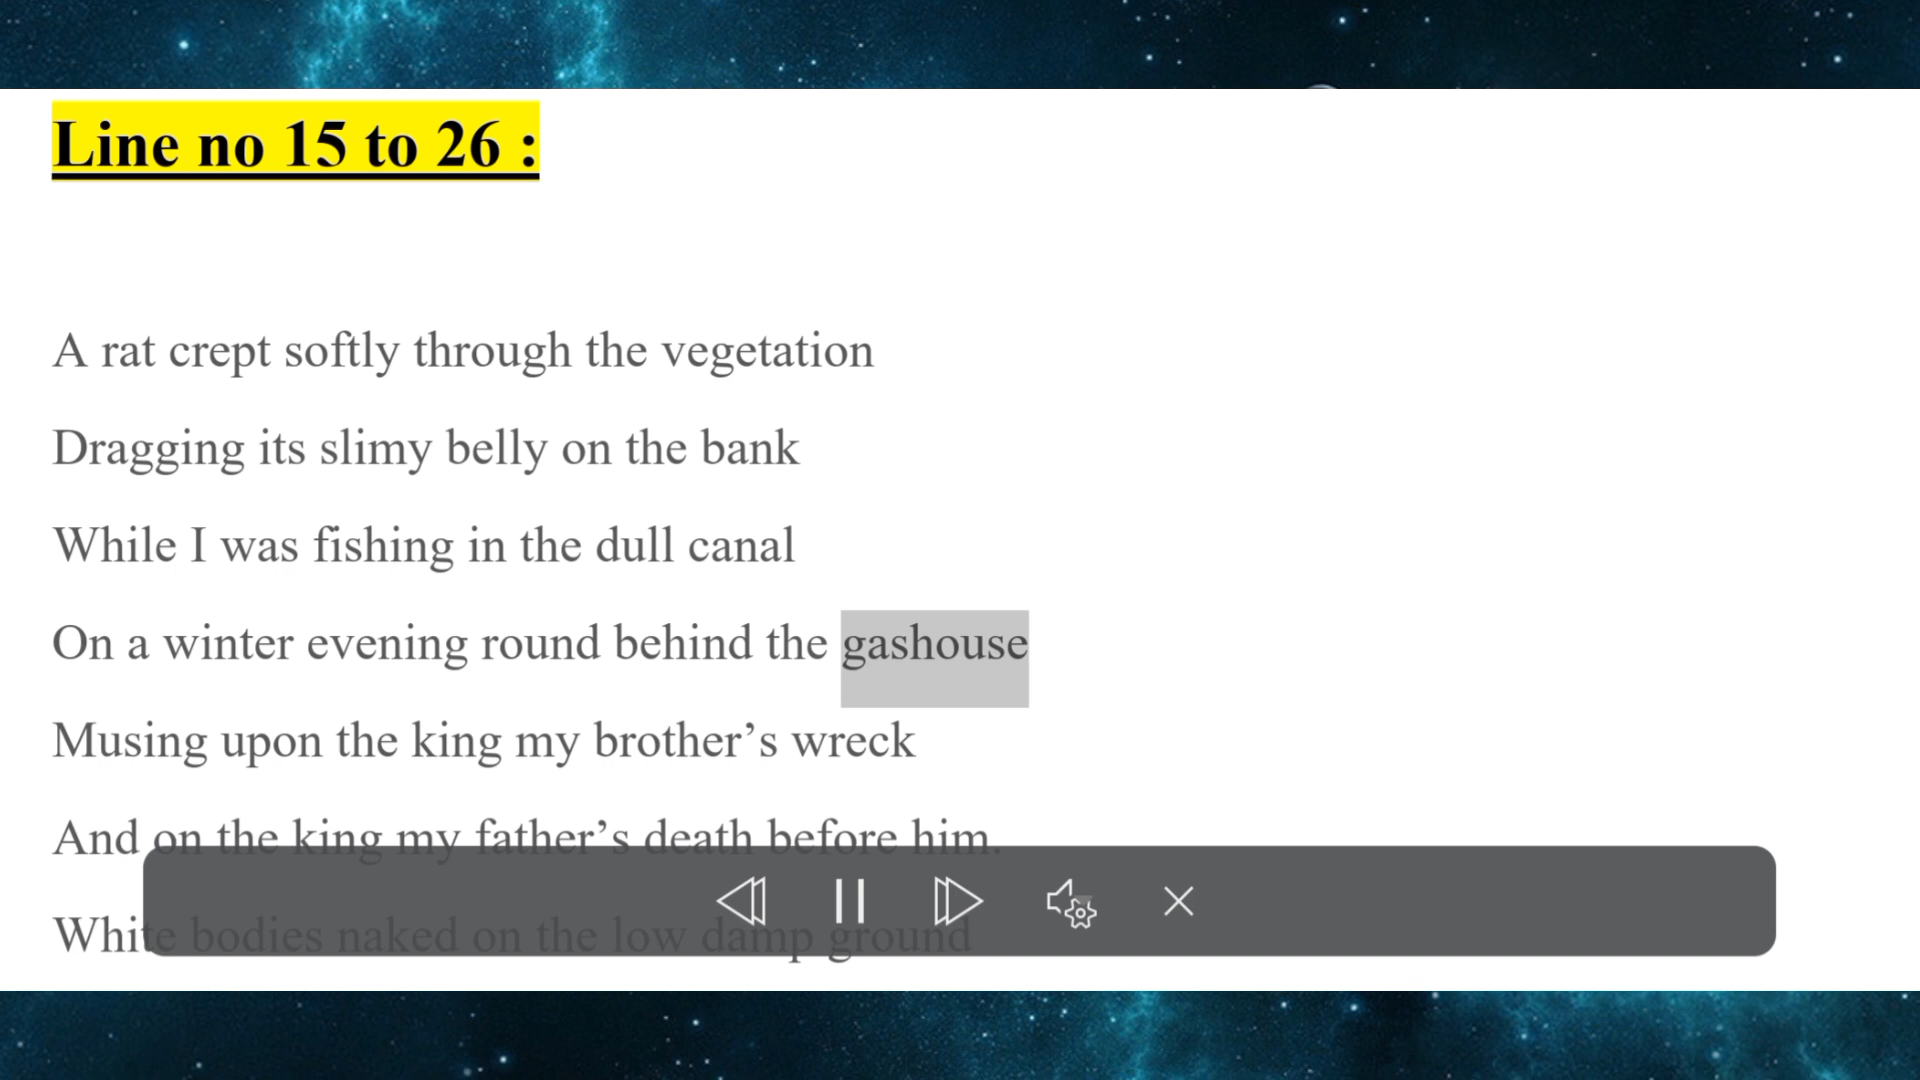 Line no 15 to 26 :
A rat crept softly through the vegetation
Dragging its slimy belly on the bank
While I was fishing in the dull canal
On a winter evening round behind the gashouse
Musing upon the king my brother’s wreck
And on the king my father’s death before him.
White bodies naked on the low damp ground